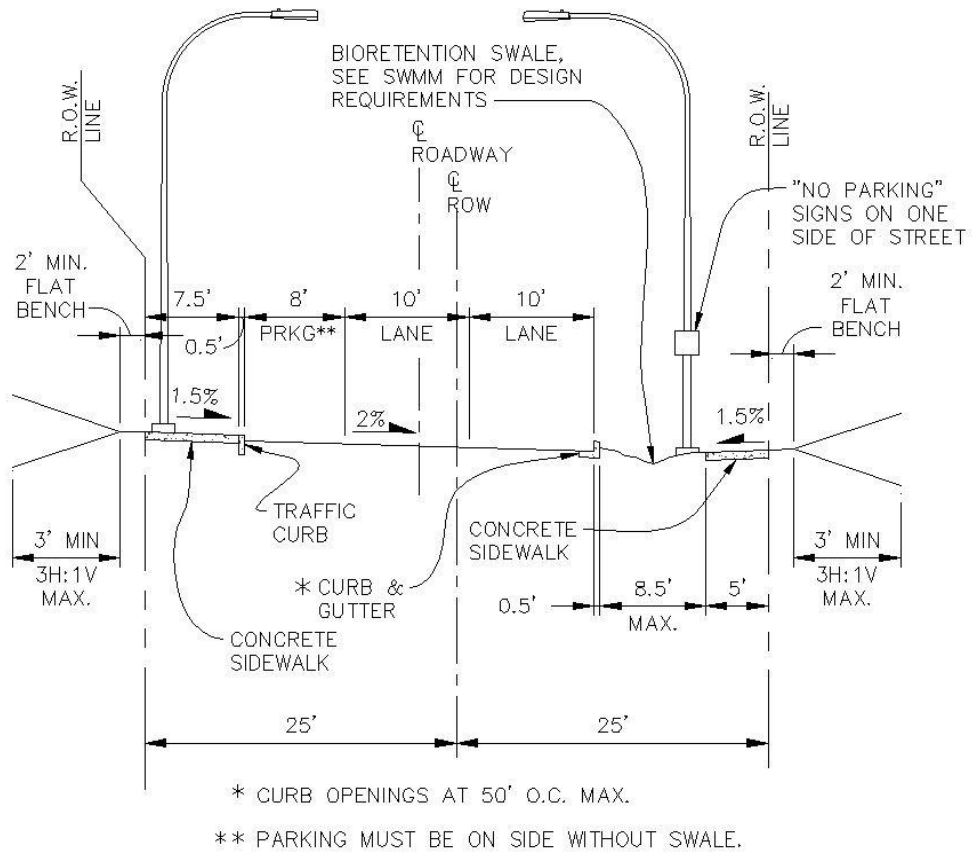 BIORETENTION SWALE,
SEE SWMM FOR DESIGN
REQUIREMENTS
R.O.W.
LINE
℄
ROADWAY
℄
ROW
R.O.W.
LINE
"NO PARKING"
SIGNS ON ONE
SIDE OF STREET
2' MIN.
FLAT
BENCH
7.5'
0.5'
8'
PRKG**
10'
LANE
10'
LANE
2' MIN.
FLAT
BENCH
1.5%
2%
1.5%
TRAFFIC
CURB
CONCRETE
SIDEWALK
3' MIN
3H:1V
MAX.
* CURB &
GUTTER
0.5'
8.5'
MAX.
5'
3' MIN
3H:1V
MAX.
CONCRETE
SIDEWALK
25'
25'
* CURB OPENINGS AT 50' O.C. MAX.
** PARKING MUST BE ON SIDE WITHOUT SWALE.